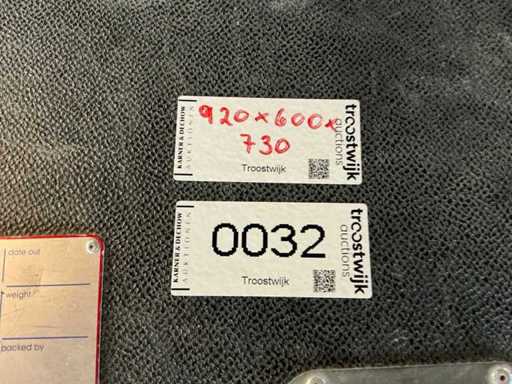 KARNER & DECHOW
AUKTIONEN
920x600x
730
Troostwijk
troostwijk
auctions
KARNER & DECHOW
AUKTIONEN
0032
Troostwijk
troostwijk
auctions
date out
weight
packed by